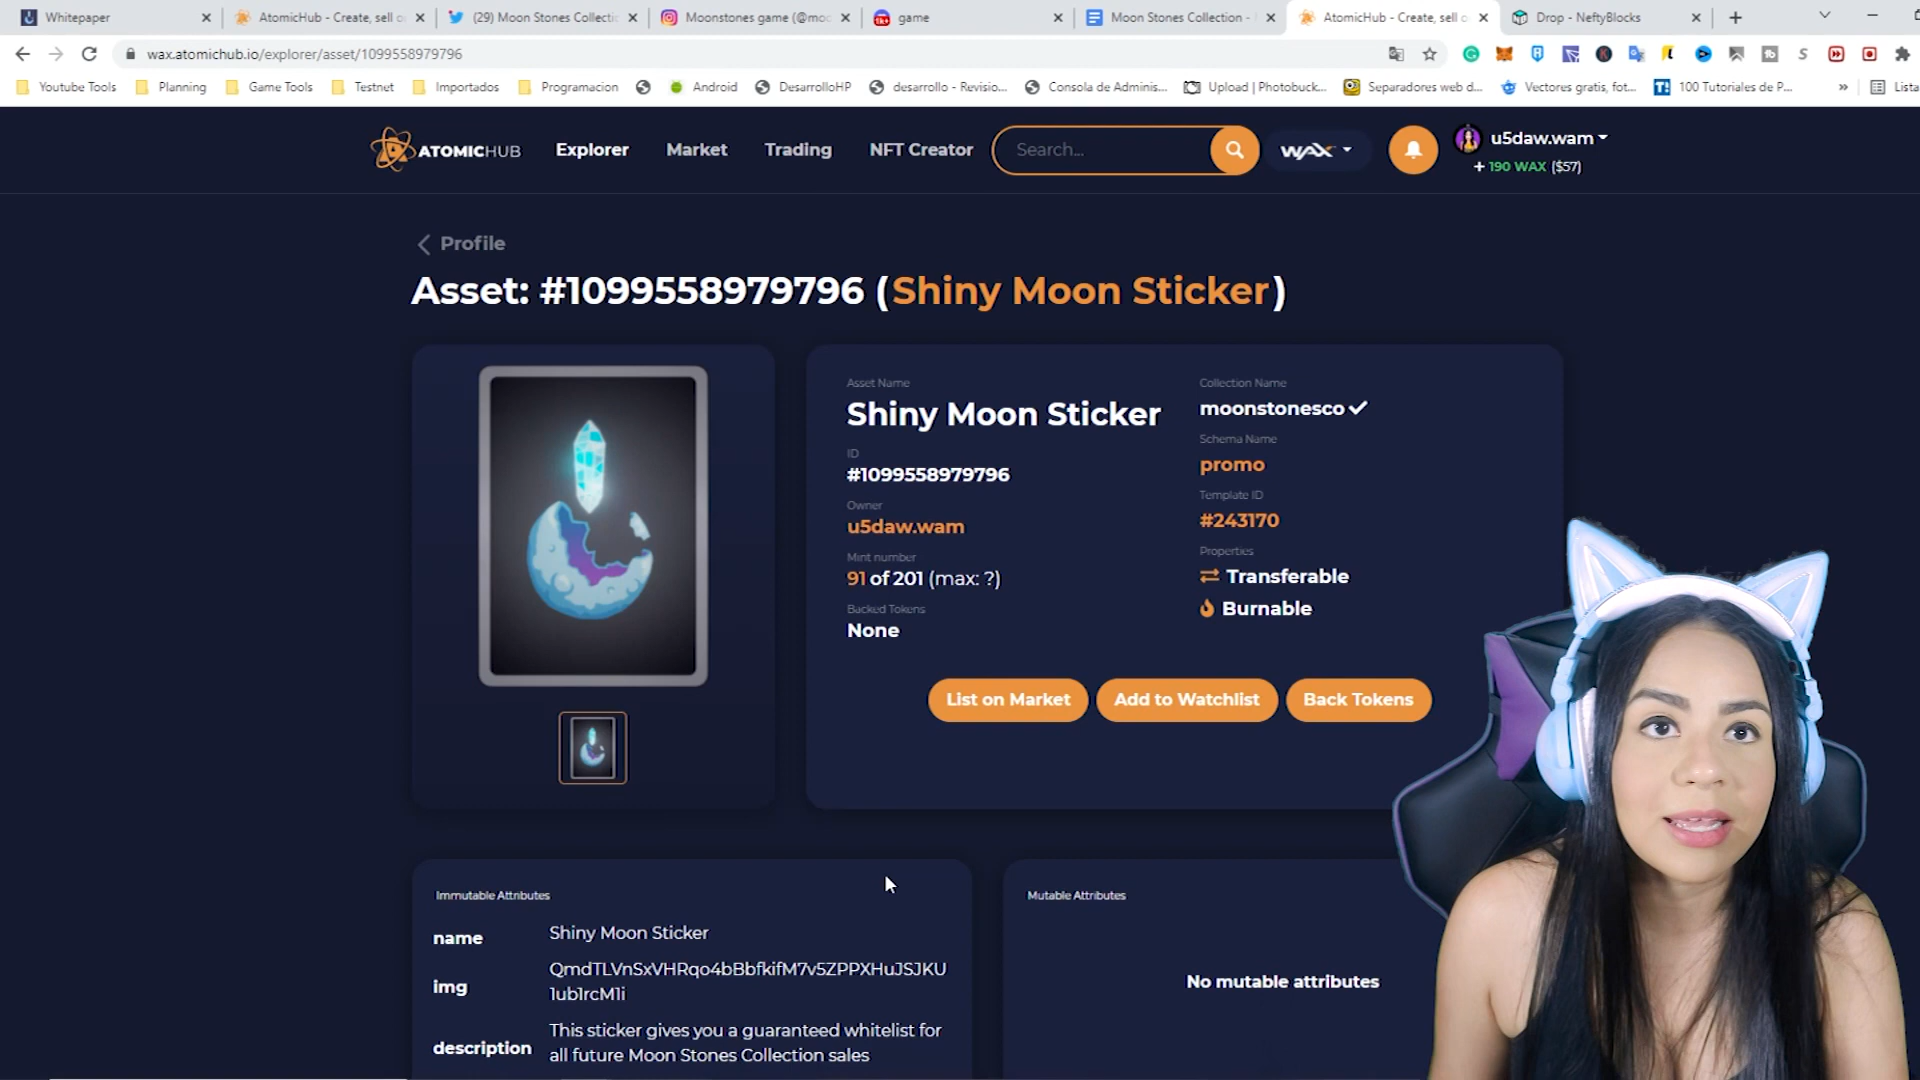 Whitepaper
AtomicHub - Create, sell o
(29) Moon Stones Collectic
Moonstones game (@moo
game
Moon Stones Collection -
AtomicHub - Create, sell o
Drop - NeftyBlocks
wax.atomichub.io/explorer/asset/1099558979796
Youtube Tools
Planning
Game Tools
Testnet
Importados
Programacion
Android
DesarrolloHP
desarrollo - Revisio...
Consola de Adminis...
Upload | Photobuck...
Separadores web d...
Vectores gratis, fot...
100 Tutoriales de P...
Lista
ATOMICHUB
Explorer
Market
Trading
NFT Creator
Search...
WAX
u5daw.wam
+ 190 WAX ($57)
Profile
Asset: #1099558979796 (Shiny Moon Sticker)
Asset Name
Shiny Moon Sticker
ID
#1099558979796
Owner
u5daw.wam
Mint number
91 of 201 (max: ?)
Backed Tokens
None
Collection Name
moonstonesco
Schema Name
promo
Template ID
#243170
Properties
Transferable
Burnable
List on Market
Add to Watchlist
Back Tokens
Immutable Attributes
name
Shiny Moon Sticker
img
QmdTLVnSxVHRqo4bBbfkifM7v5ZPPXHuJSJKU
1ub1rcM1i
description
This sticker gives you a guaranteed whitelist for
all future Moon Stones Collection sales
Mutable Attributes
No mutable attributes